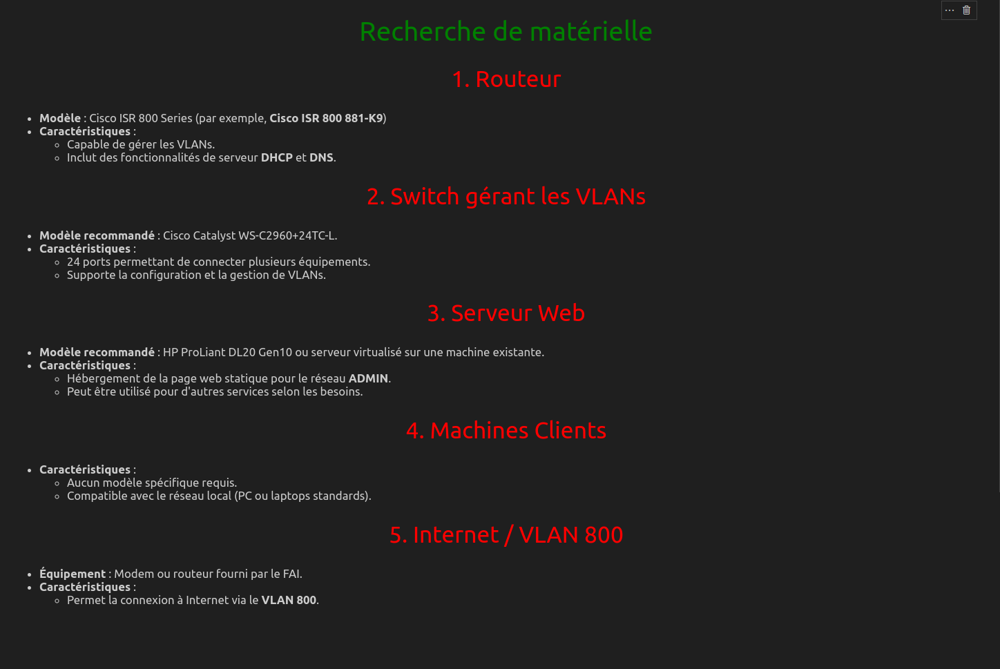 Recherche de matérielle
1. Routeur
Modèle : Cisco ISR 800 Series (par exemple, Cisco ISR 800 881-K9)
Caractéristiques :
Capable de gérer les VLANs.
Inclut des fonctionnalités de serveur DHCP et DNS.
2. Switch gérant les VLANs
Modèle recommandé : Cisco Catalyst WS-C2960+24TC-L.
Caractéristiques :
24 ports permettant de connecter plusieurs équipements.
Supporte la configuration et la gestion de VLANs.
3. Serveur Web
Modèle recommandé : HP ProLiant DL20 Gen10 ou serveur virtualisé sur une machine existante.
Caractéristiques :
Hébergement de la page web statique pour le réseau ADMIN.
Peut être utilisé pour d'autres services selon les besoins.
4. Machines Clients
Caractéristiques :
Aucun modèle spécifique requis.
Compatible avec le réseau local (PC ou laptops standards).
5. Internet / VLAN 800
Équipement : Modem ou routeur fourni par le FAI.
Caractéristiques :
Permet la connexion à Internet via le VLAN 800.